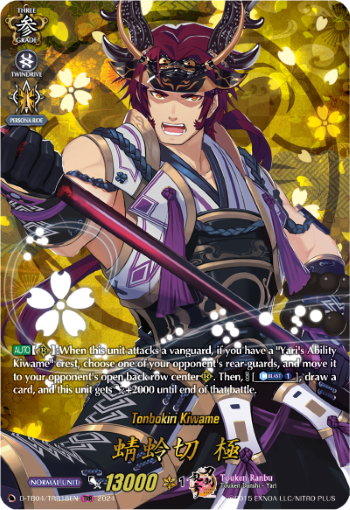 THREE
参
GRADE
TWINDRIVE
PERSONA RIDE
AUTO【R】:When this unit attacks a vanguard, if you have a "Yari's Ability
Kiwame" crest, choose one of your opponent's rear-guards, and move it
to your opponent's open back row center R. Then, [BLAST 1], draw a
card, and this unit gets +2000 until end of that battle.
Tonbokiri Kiwame
蜻蛉切 極
NORMAL UNIT
13000
1
Touken Ranbu
Touken Danshi - Yari
2024
©2015 EXNOA LLC/NITRO PLUS